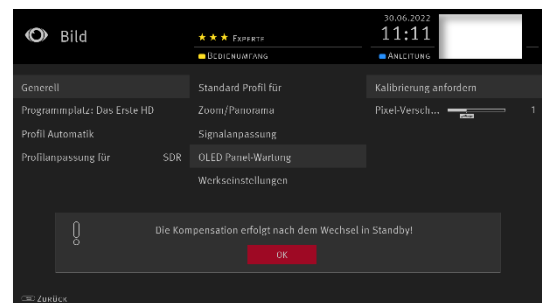 30.06.2022
Bild
★★★ EXPERTE
11:11
BEDIENUMFANG
ANLEITUNG
Generell
Standard Profil für
Kalibrierung anfordern
Programmplatz: Das Erste HD
Zoom/Panorama
Pixel-Versch... 1
Profil Automatik
Signalanpassung
Profilanpassung für SDR
OLED Panel-Wartung
Werkseinstellungen
Die Kompensation erfolgt nach dem Wechsel in Standby!
OK
ZURÜCK